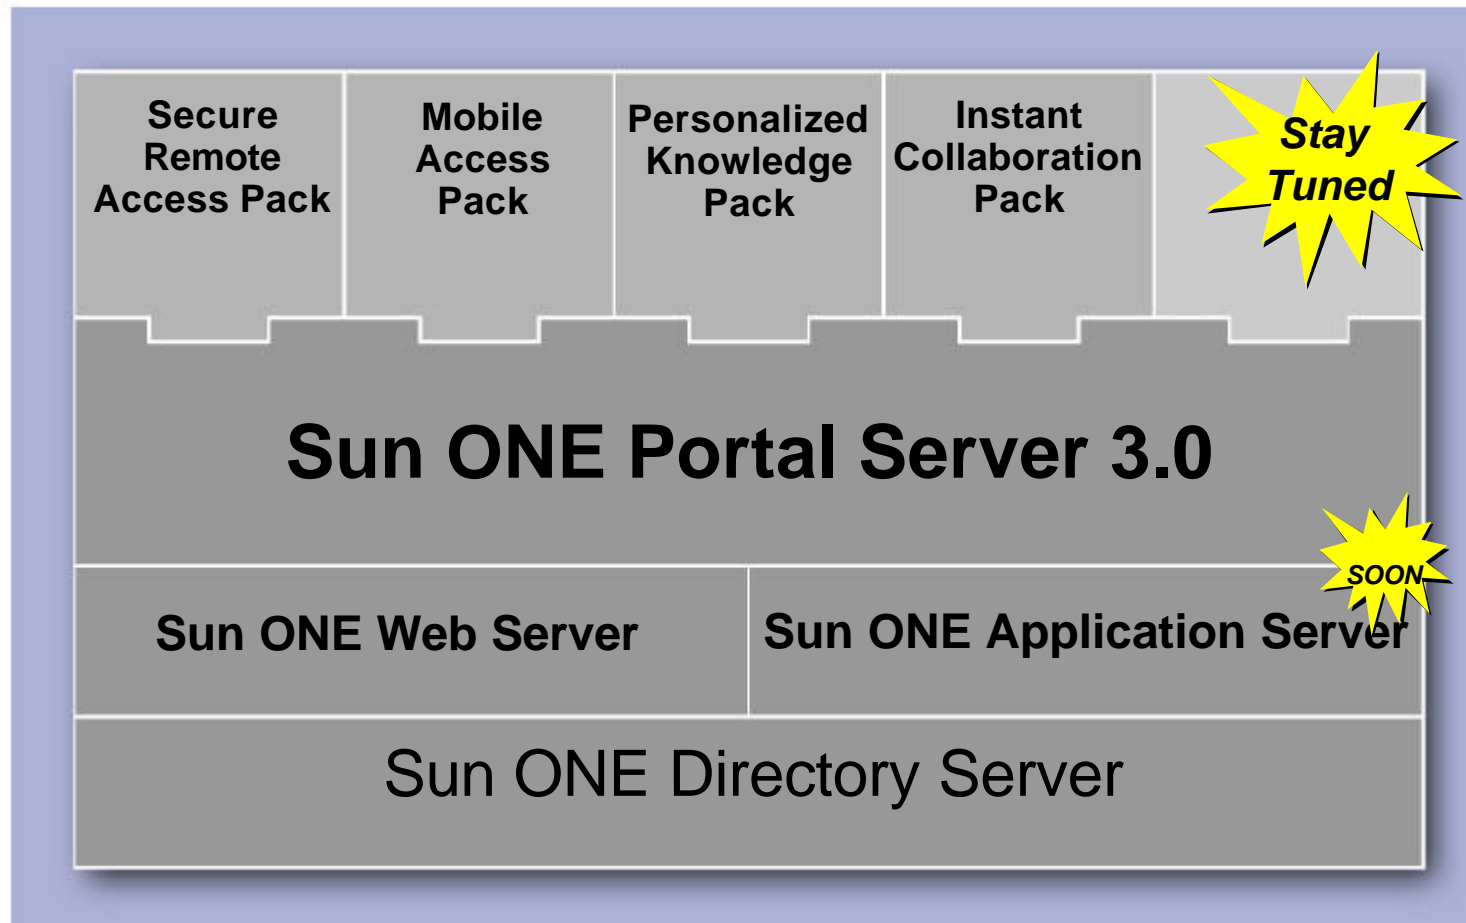 Secure
Remote
Access Pack
Mobile
Access
Pack
Personalized
Knowledge
Pack
Instant
Collaboration
Pack
Stay
Tuned
Sun ONE Portal Server 3.0
SOON
Sun ONE Web Server
Sun ONE Application Server
Sun ONE Directory Server